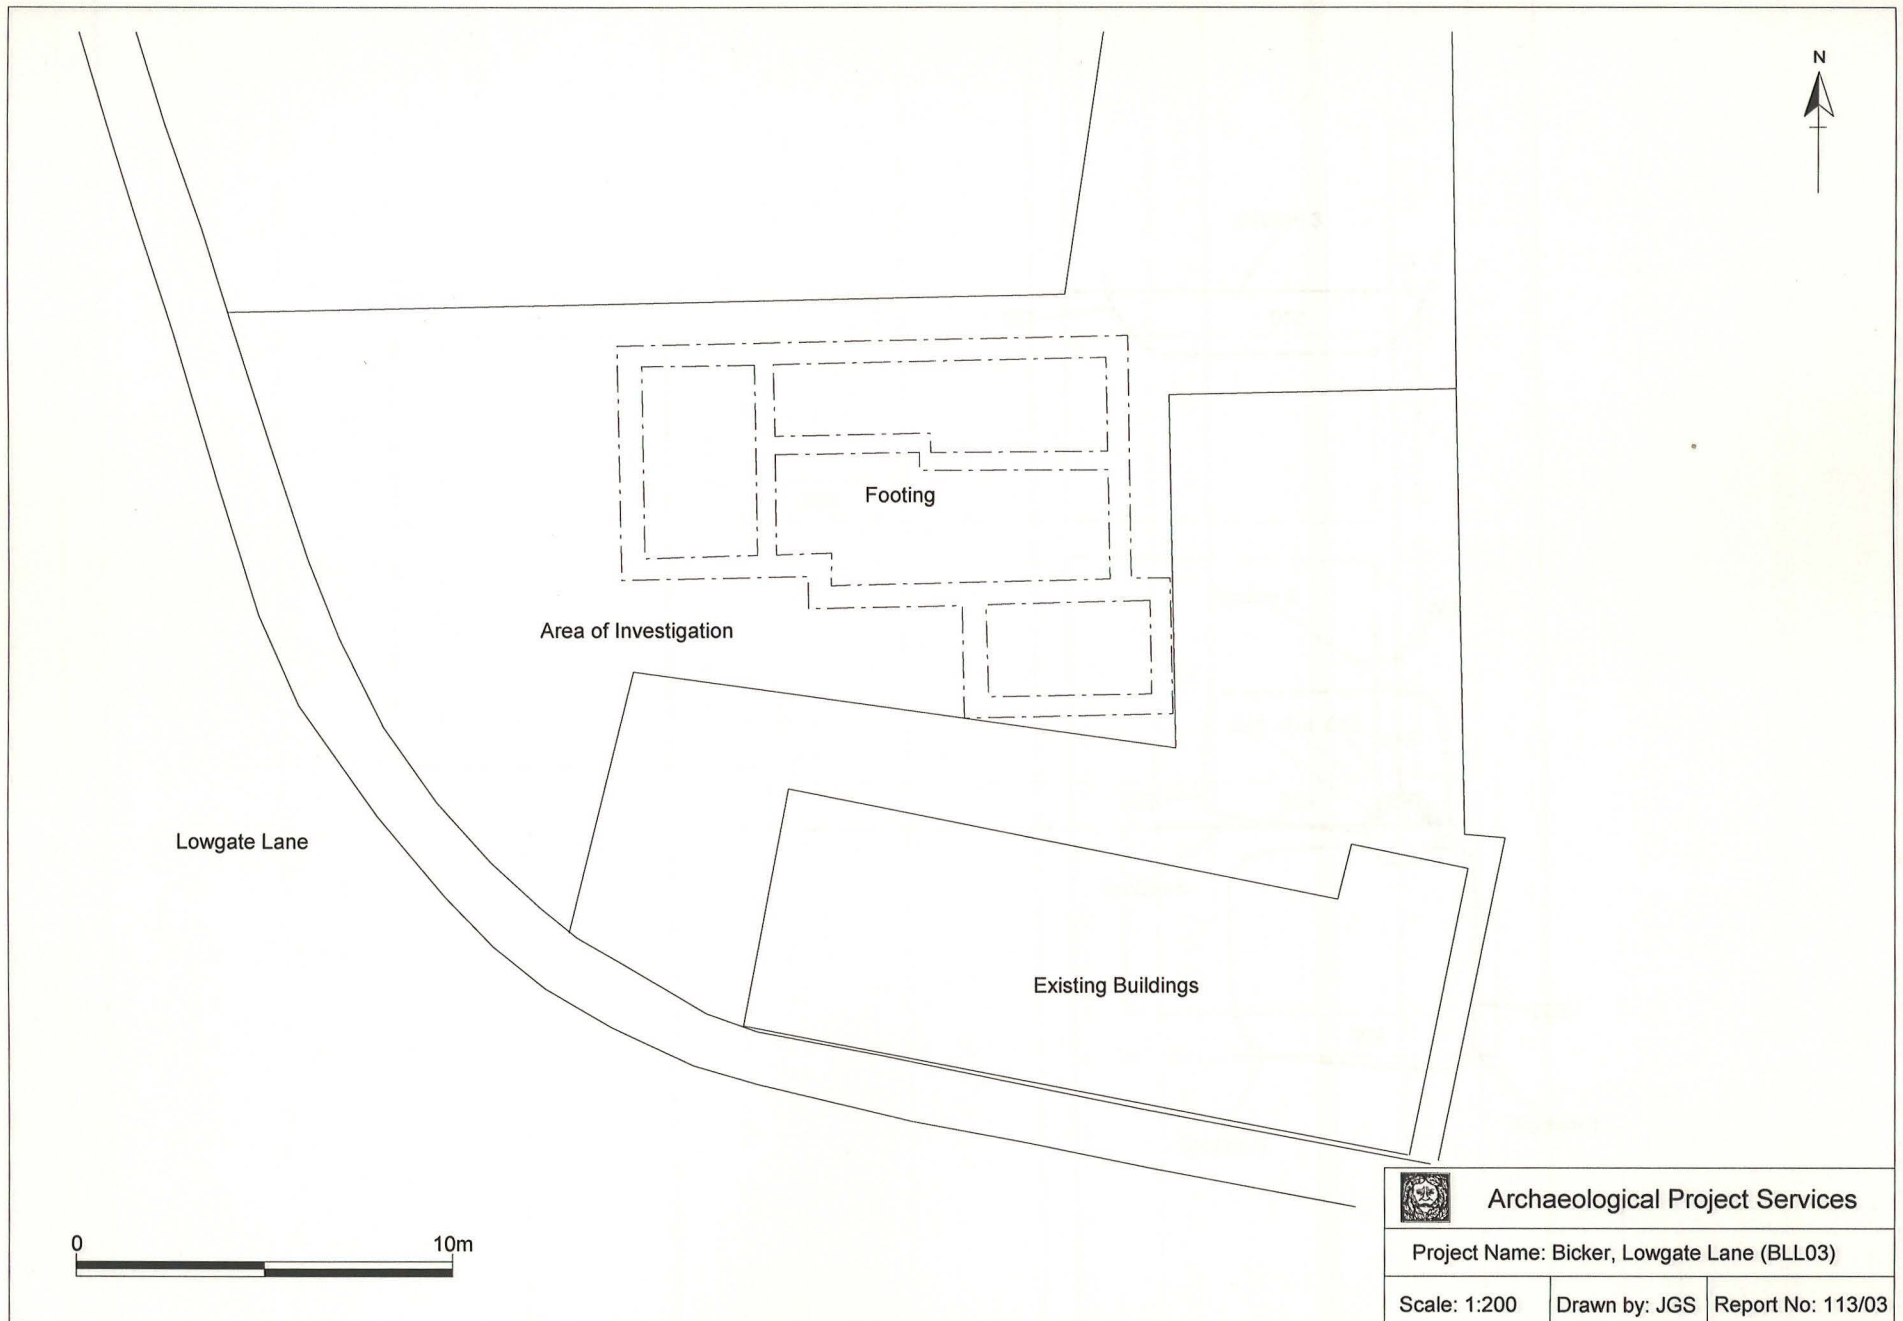 N
Footing
Area of Investigation
Lowgate Lane
Existing Buildings
0 10m
Archaeological Project Services
Project Name: Bicker, Lowgate Lane (BLL03)
Scale: 1:200 Drawn by: JGS Report No: 113/03